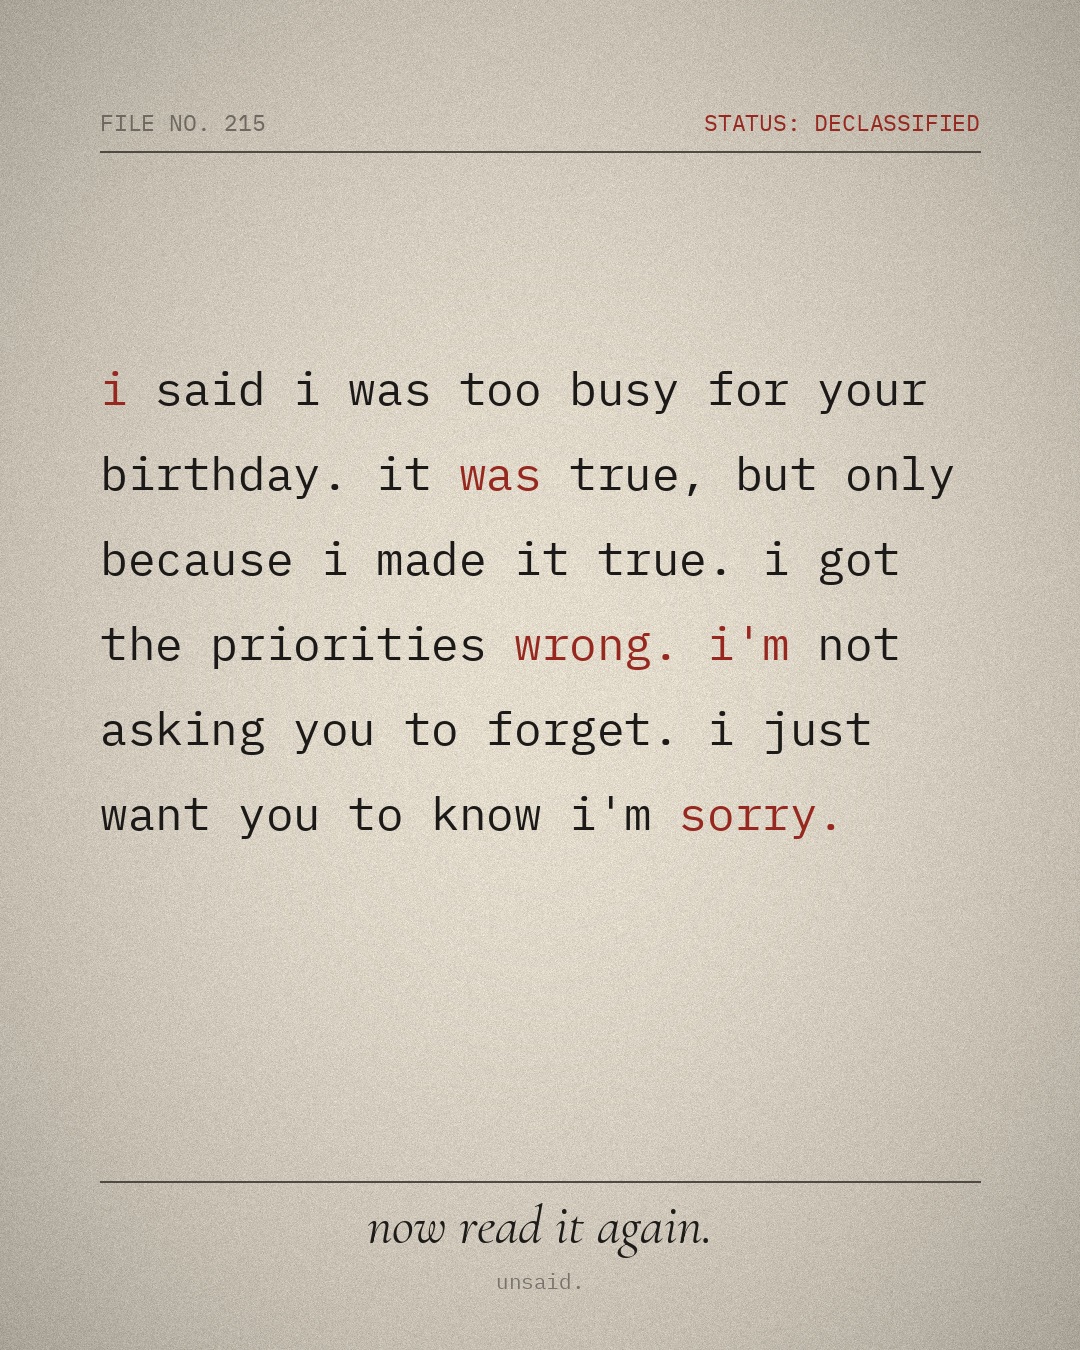 FILE NO. 215
STATUS: DECLASSIFIED
i said i was too busy for your
birthday. it was true, but only
because i made it true. i got
the priorities wrong. i'm not
asking you to forget. i just
want you to know i'm sorry.
now read it again.
unsaid.